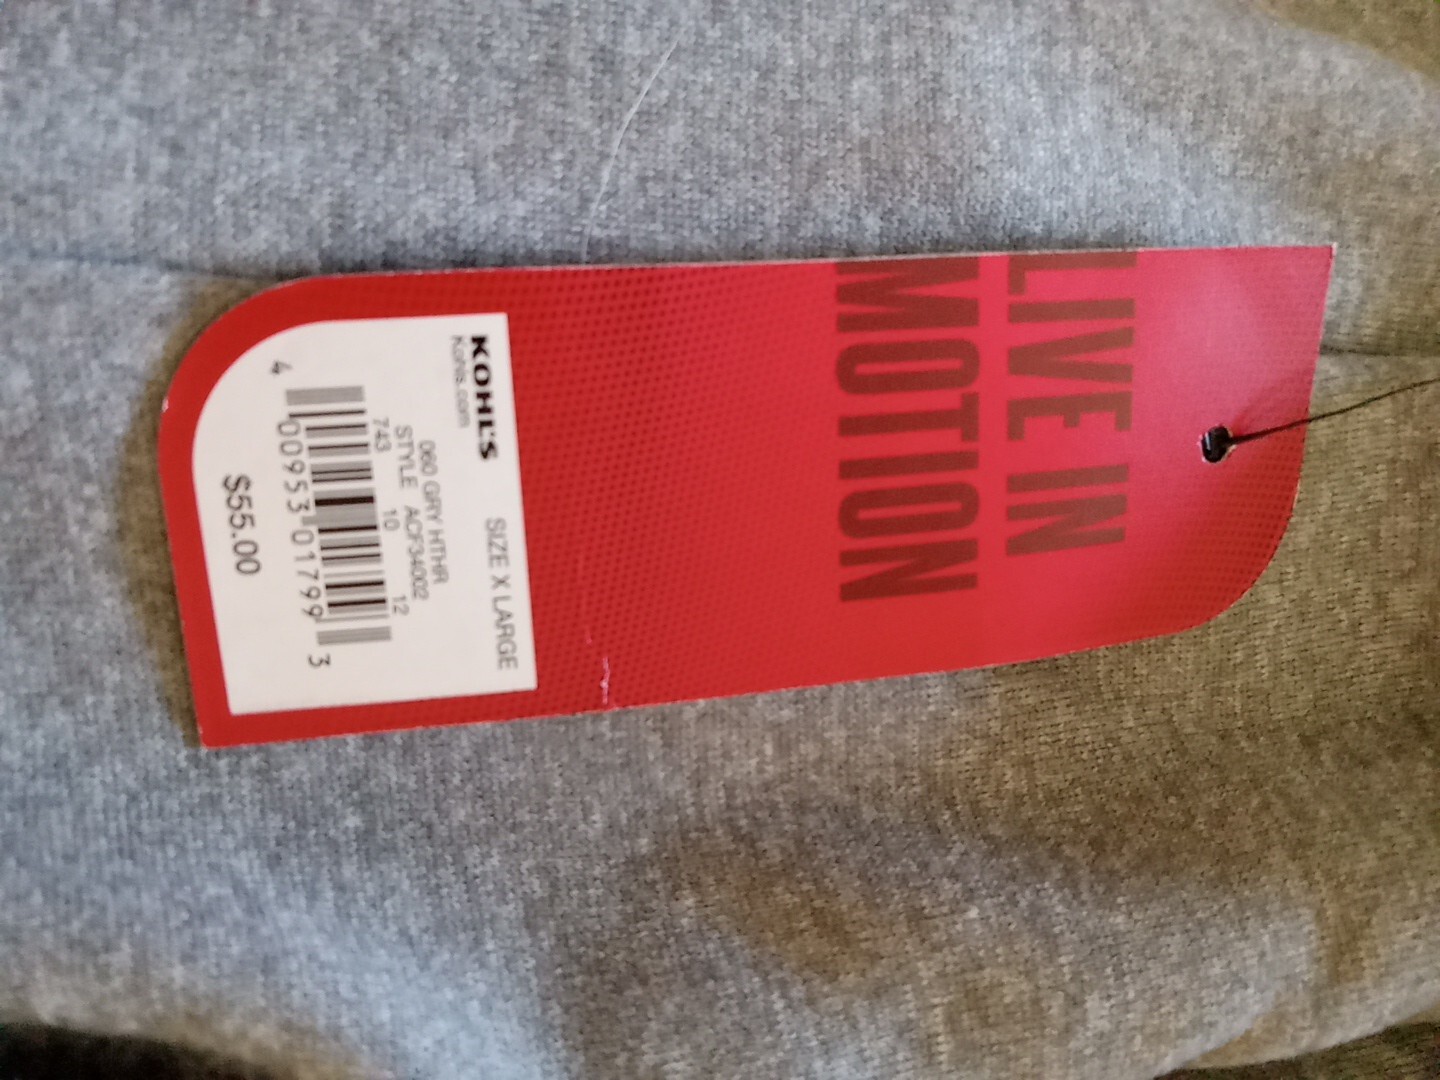 LIVE IN
MOTION
SIZE X LARGE
KOHL'S
Kohls.com
060 GRY HTHR
STYLE ACF34002
743 10 12
4 00953 01799 3
$55.00